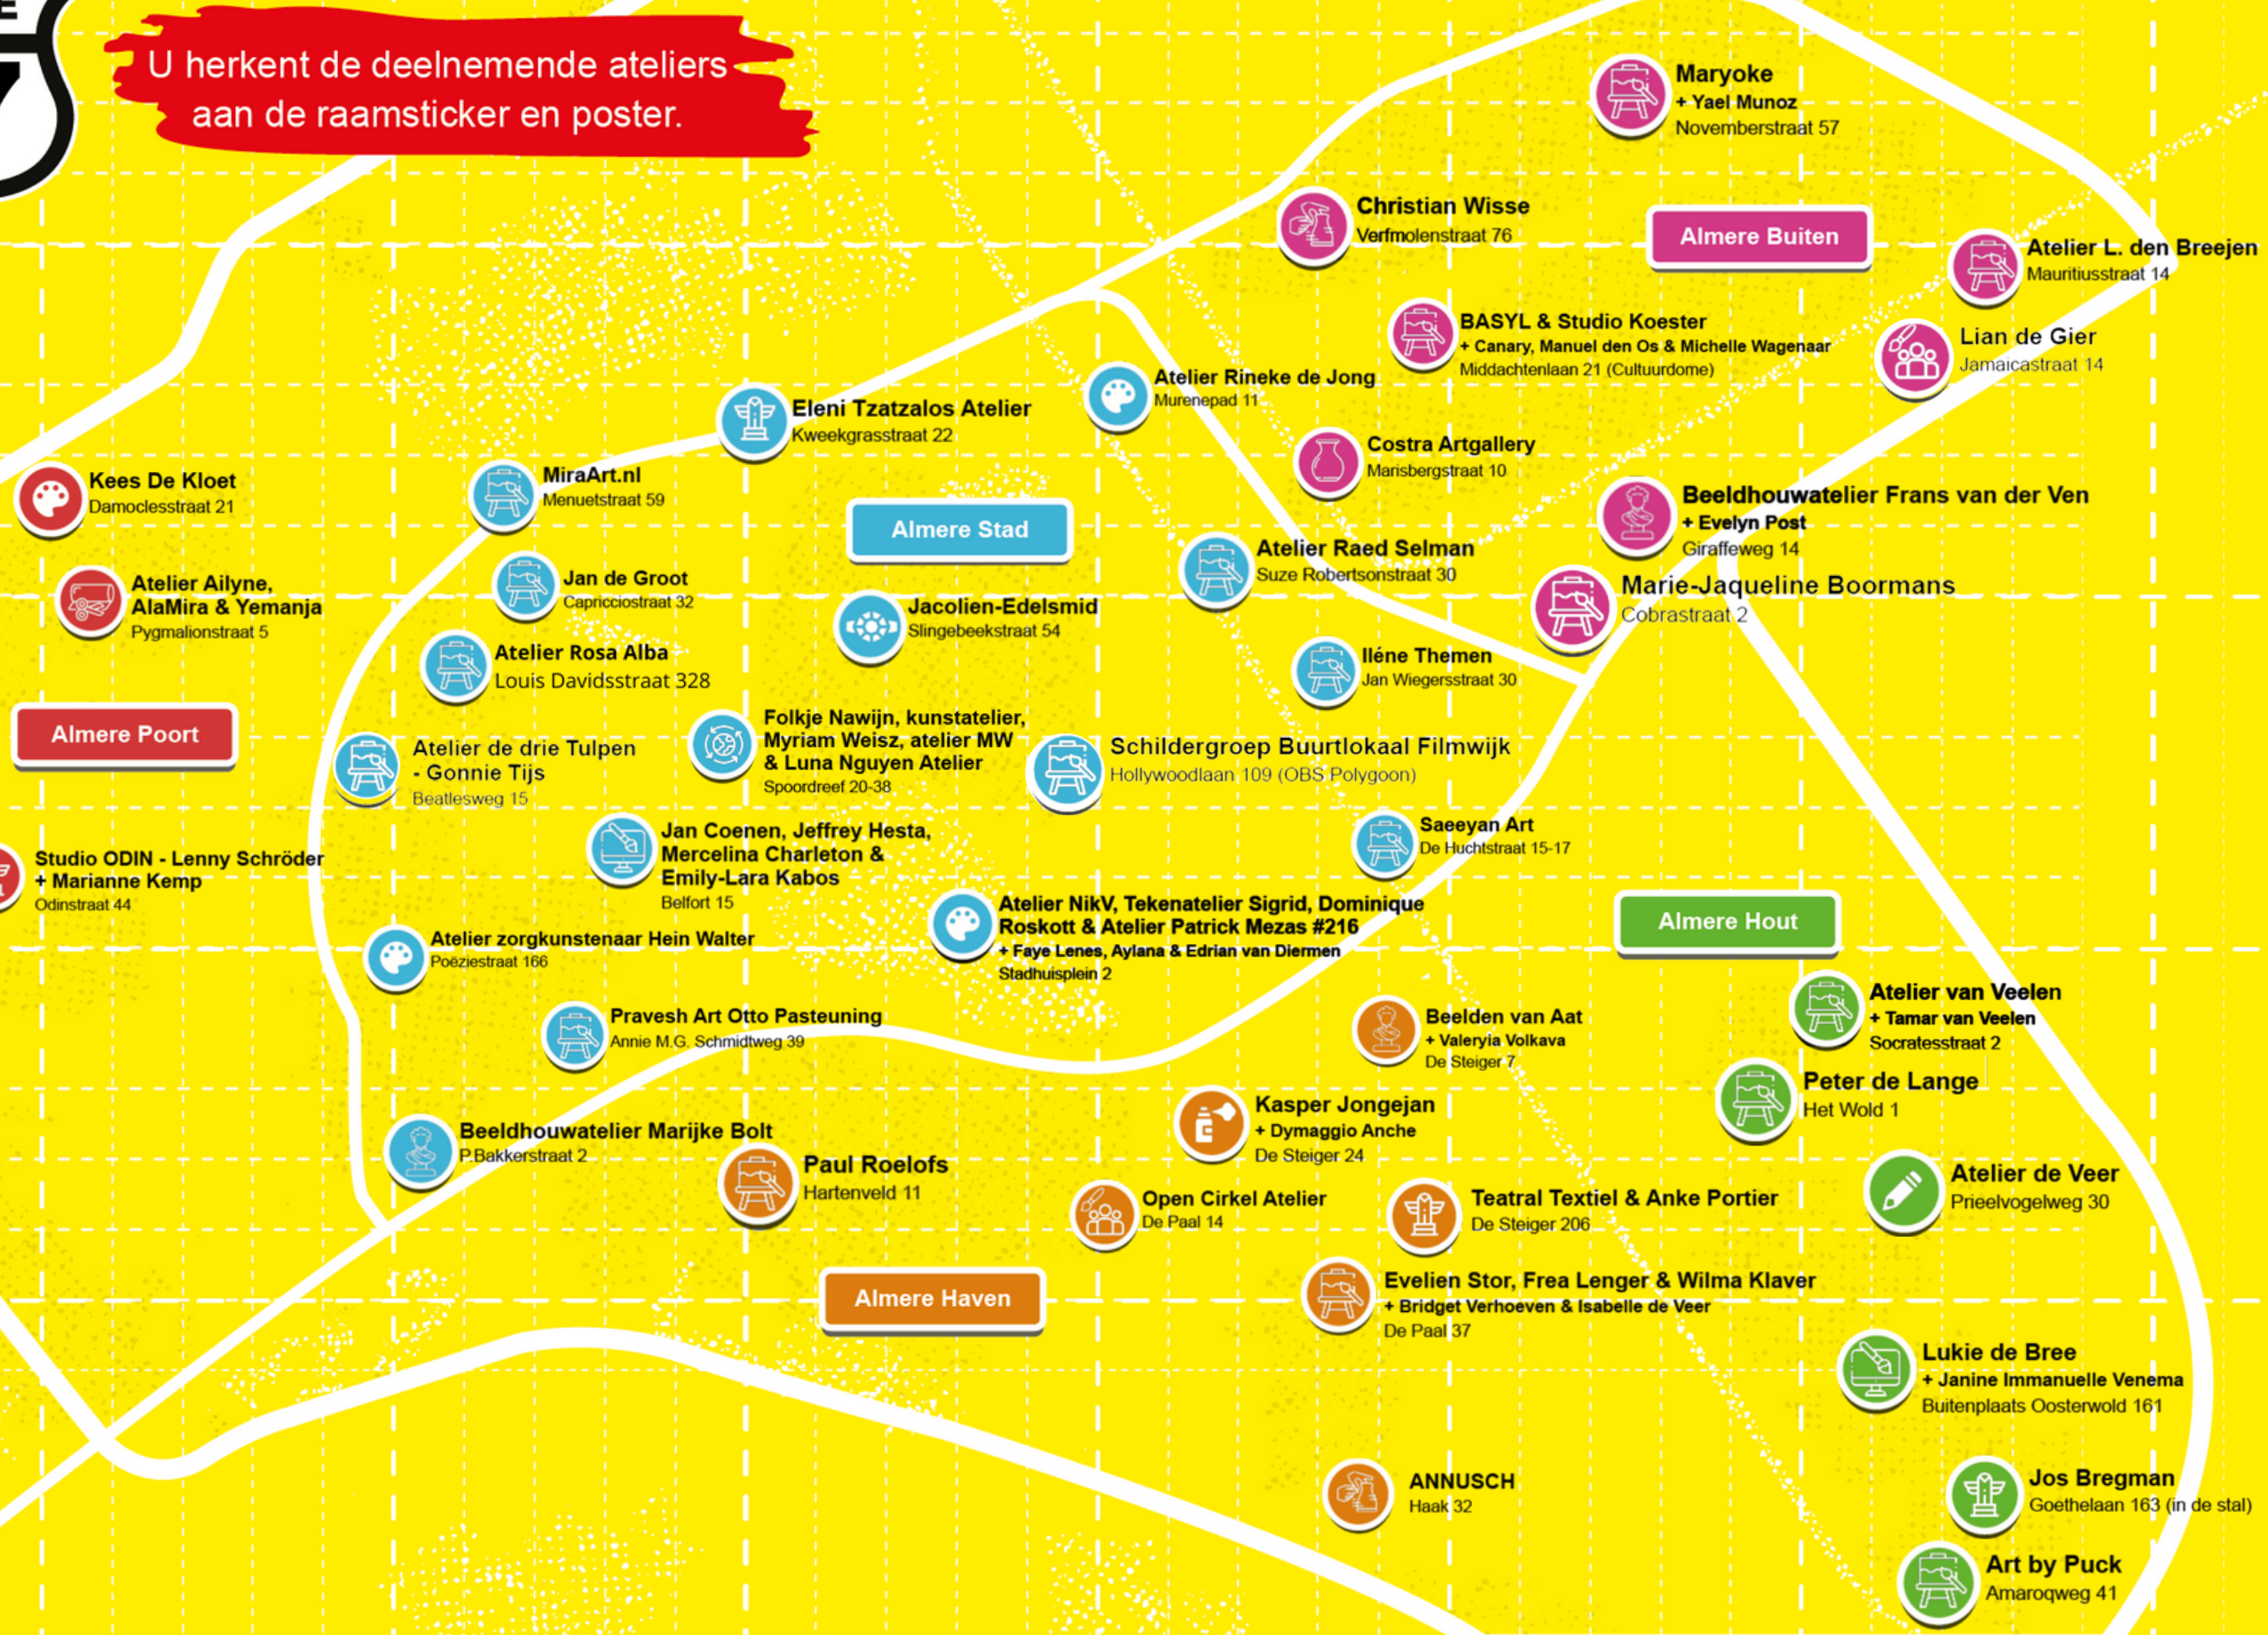 E
7
U herkent de deelnemende ateliers
aan de raamsticker en poster.
Maryoke
+ Yael Munoz
Novemberstraat 57
Christian Wisse
Verfmolenstraat 76
Almere Buiten
Atelier L. den Breejen
Mauritiusstraat 14
BASYL & Studio Koester
+ Canary, Manuel den Os & Michelle Wagenaar
Middachtenlaan 21 (Cultuurdome)
Lian de Gier
Jamaicastraat 14
Atelier Rineke de Jong
Murenepad 11
Eleni Tzatzalos Atelier
Kweekgrasstraat 22
Costra Artgallery
Marisbergstraat 10
Kees De Kloet
Damoclesstraat 21
MiraArt.nl
Menuetstraat 59
Almere Stad
Beeldhouwatelier Frans van der Ven
+ Evelyn Post
Giraffeweg 14
Atelier Raed Selman
Suze Robertsonstraat 30
Atelier Ailyne,
AlaMira & Yemanja
Pygmalionstraat 5
Jan de Groot
Capricciostraat 32
Jacolien-Edelsmid
Slingebeekstraat 54
Marie-Jaqueline Boormans
Cobrastraat 2
Atelier Rosa Alba
Louis Davidsstraat 328
Iléne Themen
Jan Wiegersstraat 30
Almere Poort
Atelier de drie Tulpen
- Gonnie Tijs
Beatlesweg 15
Folkje Nawijn, kunstatelier,
Myriam Weisz, atelier MW
& Luna Nguyen Atelier
Spoordreef 20-38
Schildergroep Buurtlokaal Filmwijk
Hollywoodlaan 109 (OBS Polygoon)
Studio ODIN - Lenny Schröder
+ Marianne Kemp
Odinstraat 44
Jan Coenen, Jeffrey Hesta,
Mercelina Charleton &
Emily-Lara Kabos
Belfort 15
Saeeyan Art
De Huchtstraat 15-17
Atelier NikV, Tekenatelier Sigrid, Dominique
Roskott & Atelier Patrick Mezas #216
+ Faye Lenes, Aylana & Edrian van Diermen
Stadhuisplein 2
Almere Hout
Atelier zorgkunstenaar Hein Walter
Poëziestraat 166
Pravesh Art Otto Pasteuning
Annie M.G. Schmidtweg 39
Beelden van Aat
+ Valeryia Volkava
De Steiger 7
Atelier van Veelen
+ Tamar van Veelen
Socratesstraat 2
Peter de Lange
Het Wold 1
Beeldhouwatelier Marijke Bolt
P.Bakkerstraat 2
Kasper Jongejan
+ Dymaggio Anche
De Steiger 24
Paul Roelofs
Hartenveld 11
Open Cirkel Atelier
De Paal 14
Teatral Textiel & Anke Portier
De Steiger 206
Atelier de Veer
Prieelvogelweg 30
Almere Haven
Evelien Stor, Frea Lenger & Wilma Klaver
+ Bridget Verhoeven & Isabelle de Veer
De Paal 37
Lukie de Bree
+ Janine Immanuelle Venema
Buitenplaats Oosterwold 161
ANNUSCH
Haak 32
Jos Bregman
Goethelaan 163 (in de stal)
Art by Puck
Amaroqweg 41